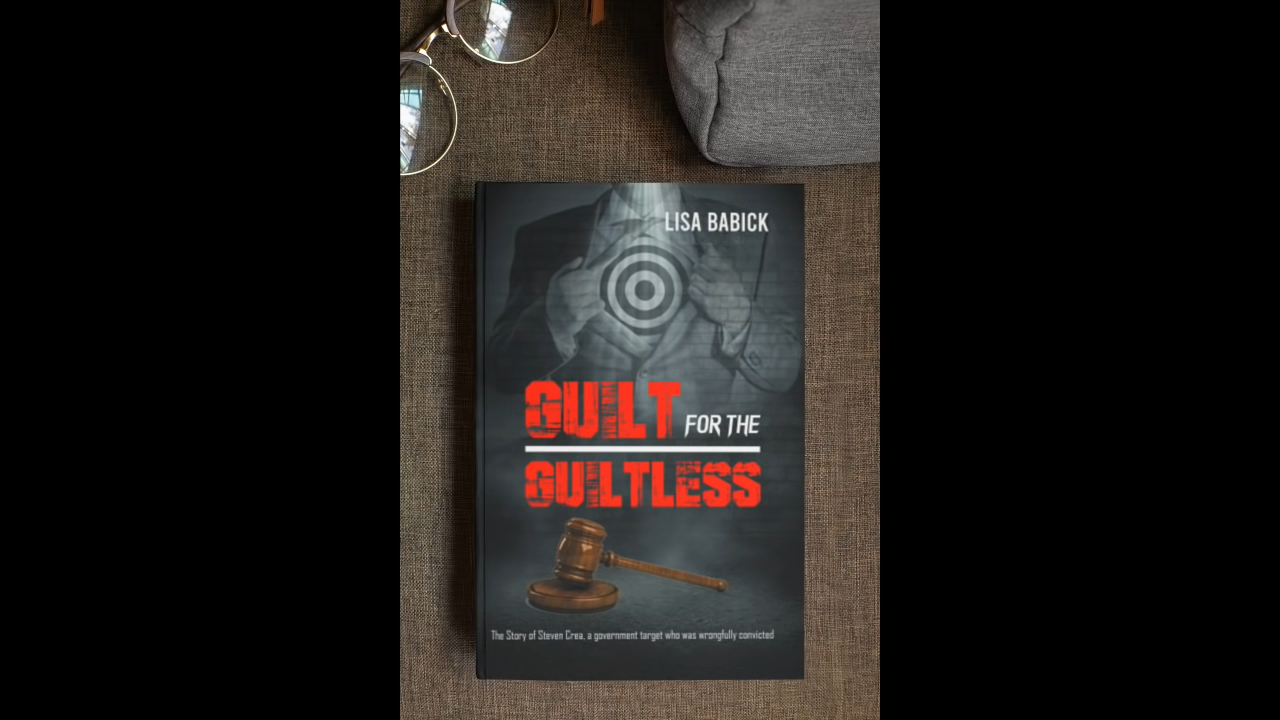 LISA BABICK
GUILT FOR THE
GUILTLESS
The Story of Steven Crea, a government target who was wrongfully convicted